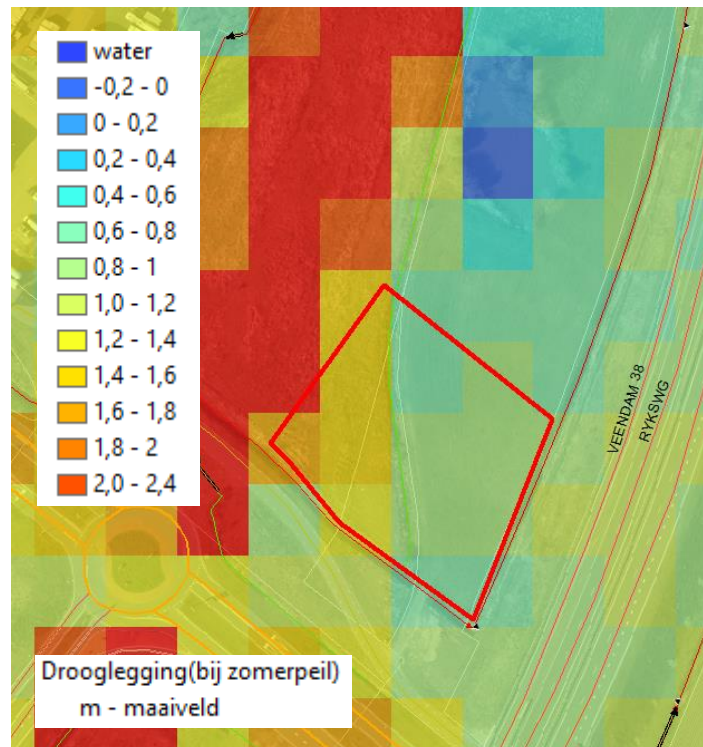 water
-0,2 - 0
0 - 0,2
0,2 - 0,4
0,4 - 0,6
0,6 - 0,8
0,8 - 1
1,0 - 1,2
1,2 - 1,4
1,4 - 1,6
1,6 - 1,8
1,8 - 2
2,0 - 2,4
VEENDAM 38
RYKSWG
Drooglegging(bij zomerpeil)
m - maaiveld